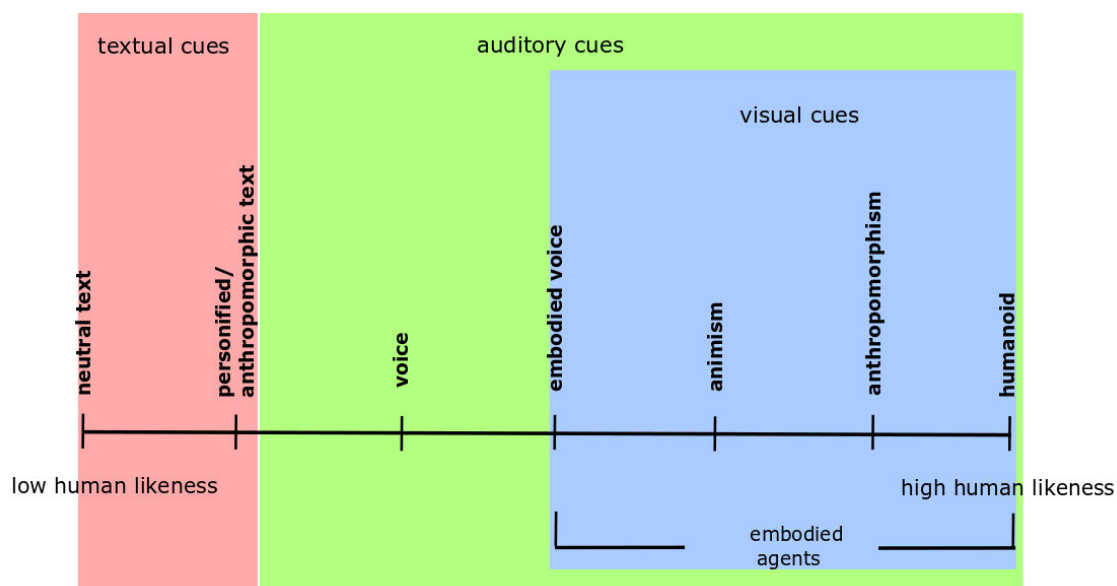 textual cues
auditory cues
visual cues
neutral text
personified/
anthropomorphic text
voice
embodied voice
animism
anthropomorphism
humanoid
low human likeness
high human likeness
embodied
agents